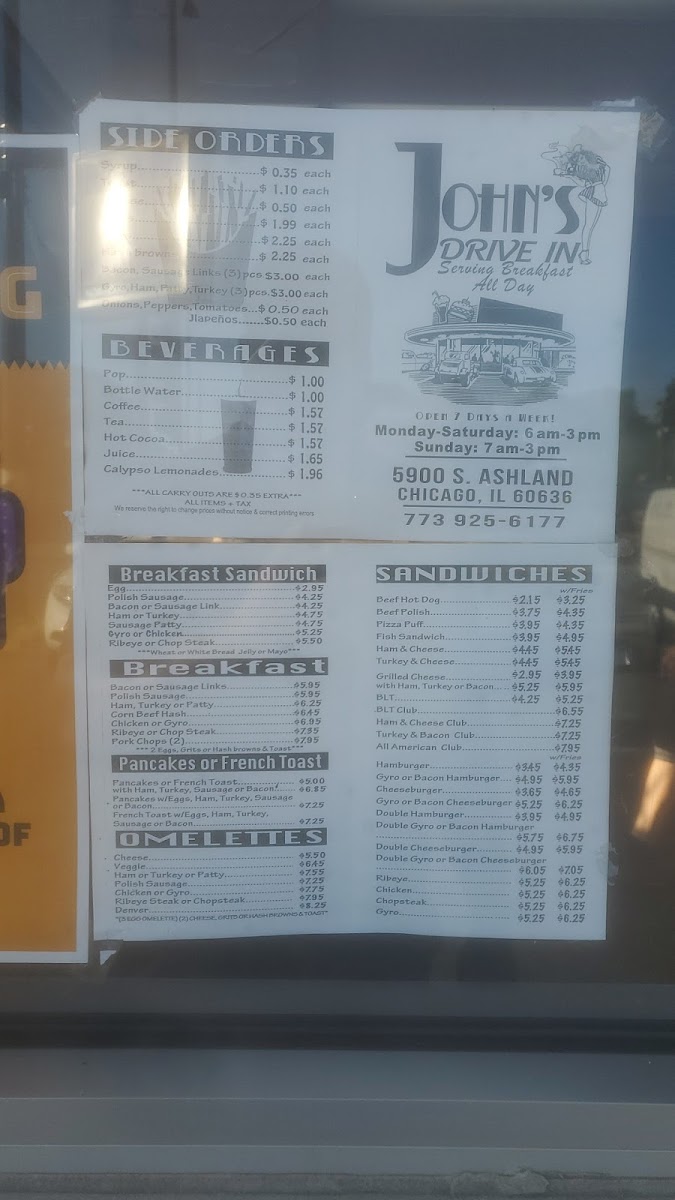 SIDE ORDERS
Syrup $ 0.35 each
$ 1.10 each
$ 0.50 each
$ 1.99 each
$ 2.25 each
$ 2.25 each
Bacon, Sausage Links (3)pcs $3.00 each
Gyro, Ham, Patty, Turkey (3)pcs $3.00 each
Onions, Peppers, Tomatoes...$ 0.50 each
Jlapeños.......$0.50 each
BEVERAGES
Pop $ 1.00
Bottle Water $ 1.00
Coffee $ 1.57
Tea $ 1.57
Hot Cocoa $ 1.57
Juice $ 1.65
Calypso Lemonades $ 1.96
***ALL CARRY OUTS ARE $0.35 EXTRA***
ALL ITEMS + TAX
We reserve the right to change prices without notice & correct printing errors
JOHN'S
DRIVE IN
Serving Breakfast
All Day
OPEN 7 DAYS A WEEK!
Monday-Saturday: 6 am-3 pm
Sunday: 7 am-3 pm
5900 S. ASHLAND
CHICAGO, IL 60636
773 925-6177
Breakfast Sandwich
Egg $2.95
Polish Sausage $4.25
Bacon or Sausage Link $4.25
Ham or Turkey $4.75
Sausage Patty $4.75
Gyro or Chicken $5.25
Ribeye or Chop Steak $5.50
***Wheat or White Bread Jelly or Mayo***
Breakfast
Bacon or Sausage Links $5.95
Polish Sausage $5.95
Ham, Turkey or Patty $6.25
Corn Beef Hash $6.45
Chicken or Gyro $6.95
Ribeye or Chop Steak $7.35
Pork Chops (2) $7.95
*** 2 Eggs, Grits or Hash browns & Toast***
Pancakes or French Toast
Pancakes or French Toast $5.00
with Ham, Turkey, Sausage or Bacon $6.85
Pancakes w/Eggs, Ham, Turkey, Sausage
or Bacon $7.25
French Toast w/Eggs, Ham, Turkey,
Sausage or Bacon $7.25
OMELETTES
Cheese $5.50
Veggie $6.45
Ham or Turkey or Patty $7.55
Polish Sausage $7.25
Chicken or Gyro $7.75
Ribeye Steak or Chopsteak $7.95
Denver $8.25
*(3 EGG OMELETTE) (2) CHEESE, GRITS OR HASH BROWNS & TOAST*
SANDWICHES
w/Fries
Beef Hot Dog $2.15 $3.25
Beef Polish $3.75 $4.35
Pizza Puff $3.95 $4.35
Fish Sandwich $3.95 $4.95
Ham & Cheese $4.45 $5.45
Turkey & Cheese $4.45 $5.45
Grilled Cheese $2.95 $3.95
with Ham, Turkey or Bacon $5.25 $5.95
BLT $4.25 $5.25
BLT Club $6.55
Ham & Cheese Club $7.25
Turkey & Bacon Club $7.25
All American Club $7.95
w/Fries
Hamburger $3.45 $4.35
Gyro or Bacon Hamburger $4.95 $5.95
Cheeseburger $3.65 $4.65
Gyro or Bacon Cheeseburger $5.25 $6.25
Double Hamburger $3.95 $4.95
Double Gyro or Bacon Hamburger
$5.75 $6.75
Double Cheeseburger $4.95 $5.95
Double Gyro or Bacon Cheeseburger
$6.05 $7.05
Ribeye $5.25 $6.25
Chicken $5.25 $6.25
Chopsteak $5.25 $6.25
Gyro $5.25 $6.25
G
OF